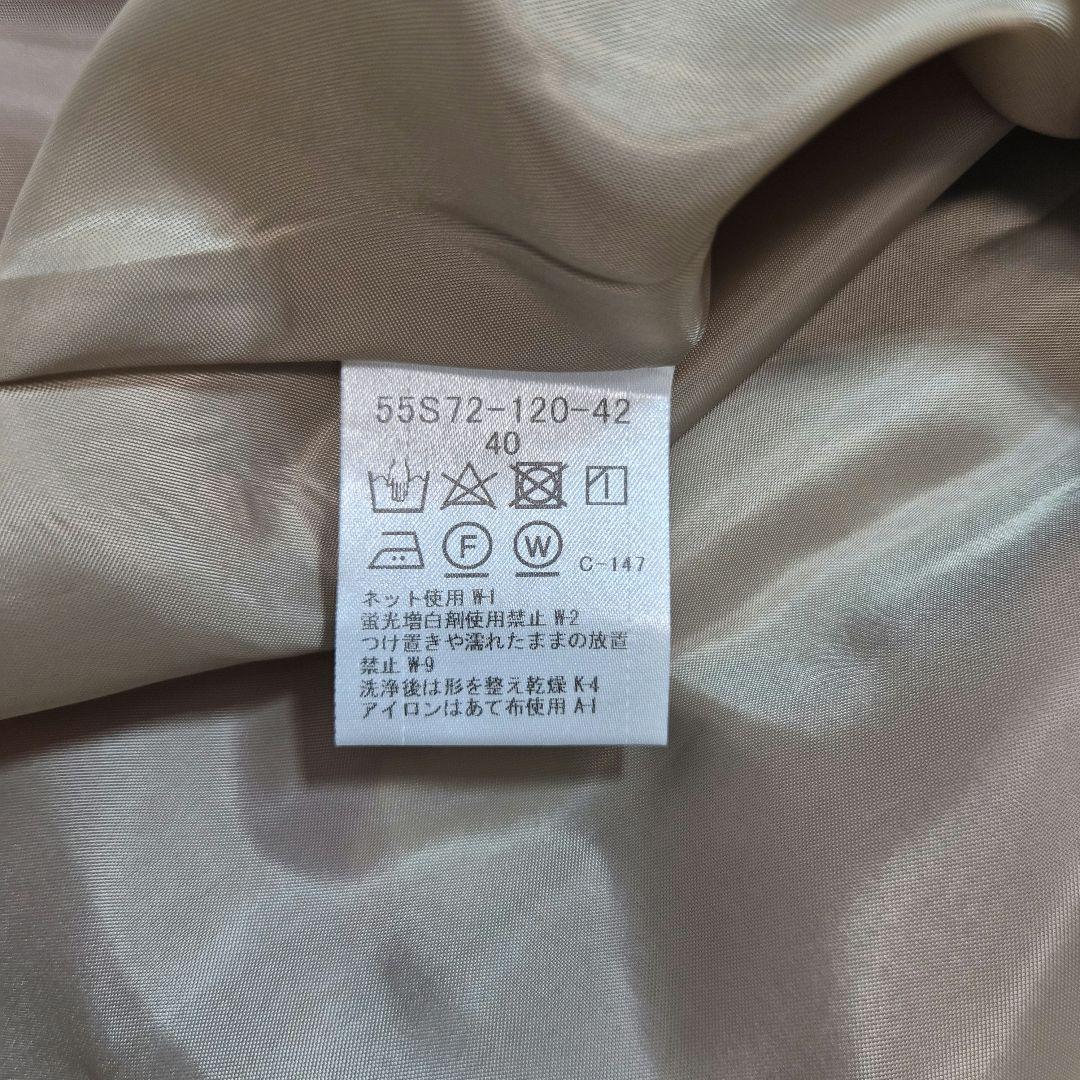 55S72-120-42
40
F W C-147
ネット使用 W-1
蛍光増白剤使用禁止 W-2
つけ置きや濡れたままの放置
禁止 W-9
洗浄後は形を整え乾燥 K-4
アイロンはあて布使用 A-1